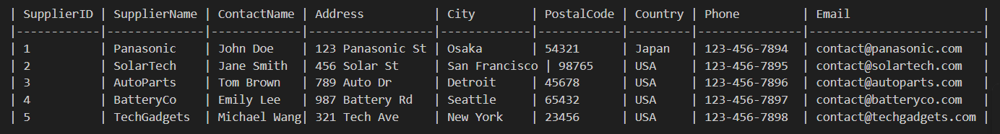 | SupplierID | SupplierName | ContactName | Address         | City       | PostalCode | Country | Phone        | Email                  |
|------------|--------------|-------------|-----------------|------------|------------|---------|--------------|------------------------|
| 1          | Panasonic    | John Doe    | 123 Panasonic St | Osaka      | 54321      | Japan   | 123-456-7894 | contact@panasonic.com  |
| 2          | SolarTech    | Jane Smith  | 456 Solar St    | San Francisco | 98765      | USA     | 123-456-7895 | contact@solartech.com  |
| 3          | AutoParts    | Tom Brown   | 789 Auto Dr     | Detroit    | 45678      | USA     | 123-456-7896 | contact@autoparts.com  |
| 4          | BatteryCo    | Emily Lee   | 987 Battery Rd  | Seattle    | 65432      | USA     | 123-456-7897 | contact@batteryco.com  |
| 5          | TechGadgets  | Michael Wang| 321 Tech Ave    | New York   | 23456      | USA     | 123-456-7898 | contact@techgadgets.com |